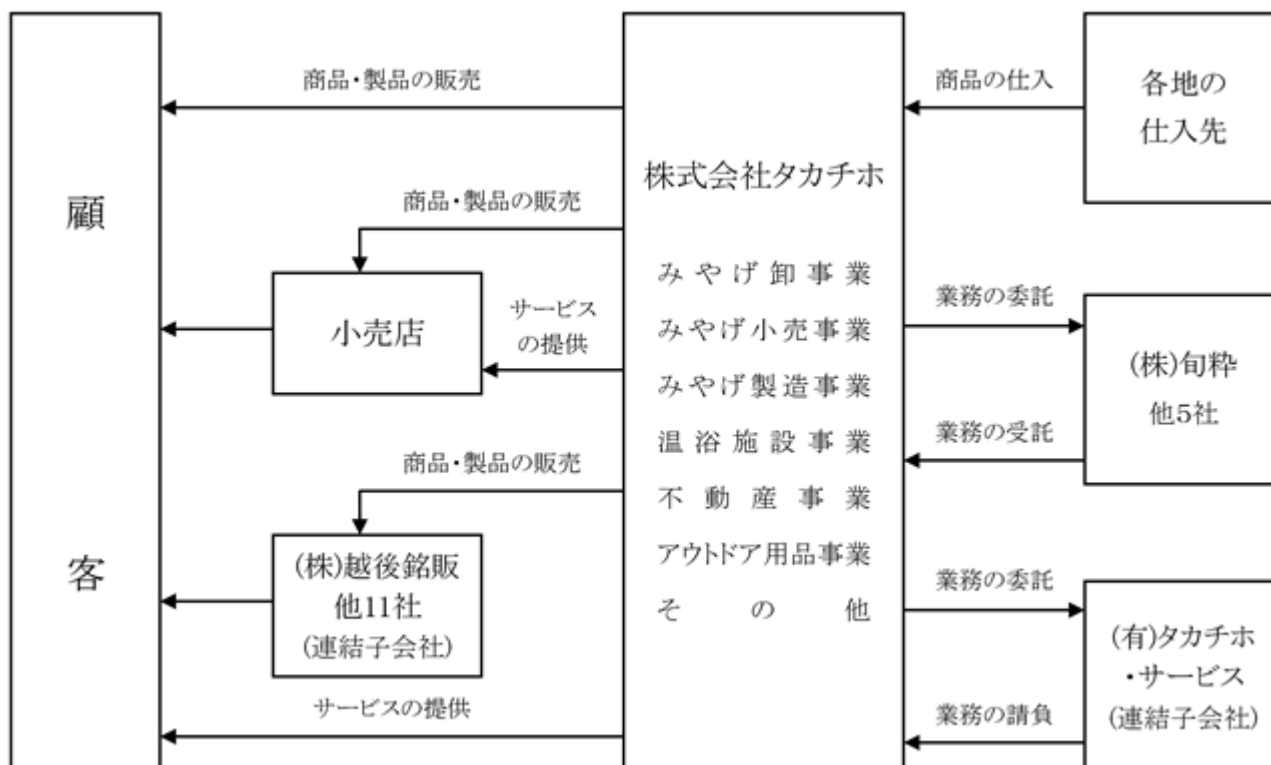 顧客
商品・製品の販売
商品・製品の販売
小売店
サービス
の提供
商品・製品の販売
(株)越後銘販
他11社
(連結子会社)
サービスの提供
株式会社タカチホ
みやげ卸事業
みやげ小売事業
みやげ製造事業
温浴施設事業
不動産事業
アウトドア用品事業
その他
商品の仕入
各地の
仕入先
業務の委託
(株)旬粋
他5社
業務の受託
業務の委託
(有)タカチホ
・サービス
(連結子会社)
業務の請負